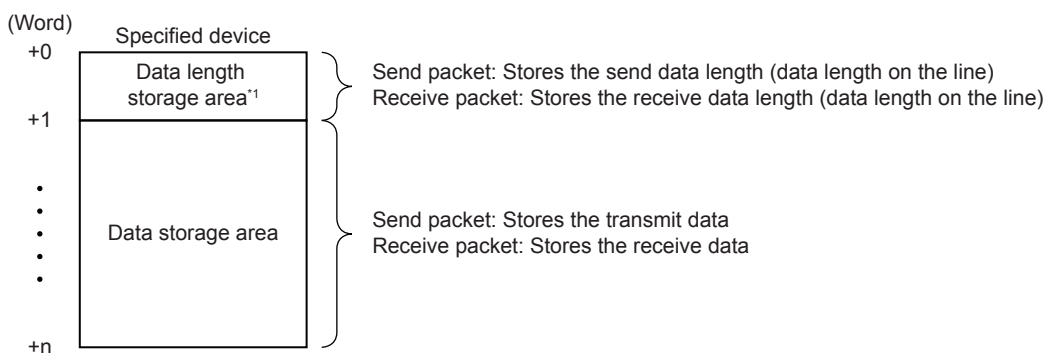 (Word)
Specified device
+0
Data length
storage area*1
Send packet: Stores the send data length (data length on the line)
Receive packet: Stores the receive data length (data length on the line)
+1
Data storage area
Send packet: Stores the transmit data
Receive packet: Stores the receive data
+n